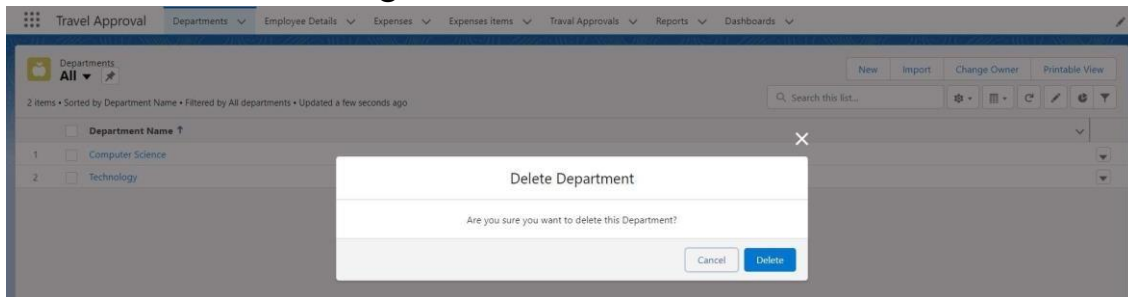 Travel Approval Departments Employee Details Expenses Expenses items Traval Approvals Reports Dashboards
Departments
All
New Import Change Owner Printable View
2 items • Sorted by Department Name • Filtered by All departments • Updated a few seconds ago
Search this list...
Department Name ↑
1 Computer Science
2 Technology
Delete Department
Are you sure you want to delete this Department?
Cancel Delete